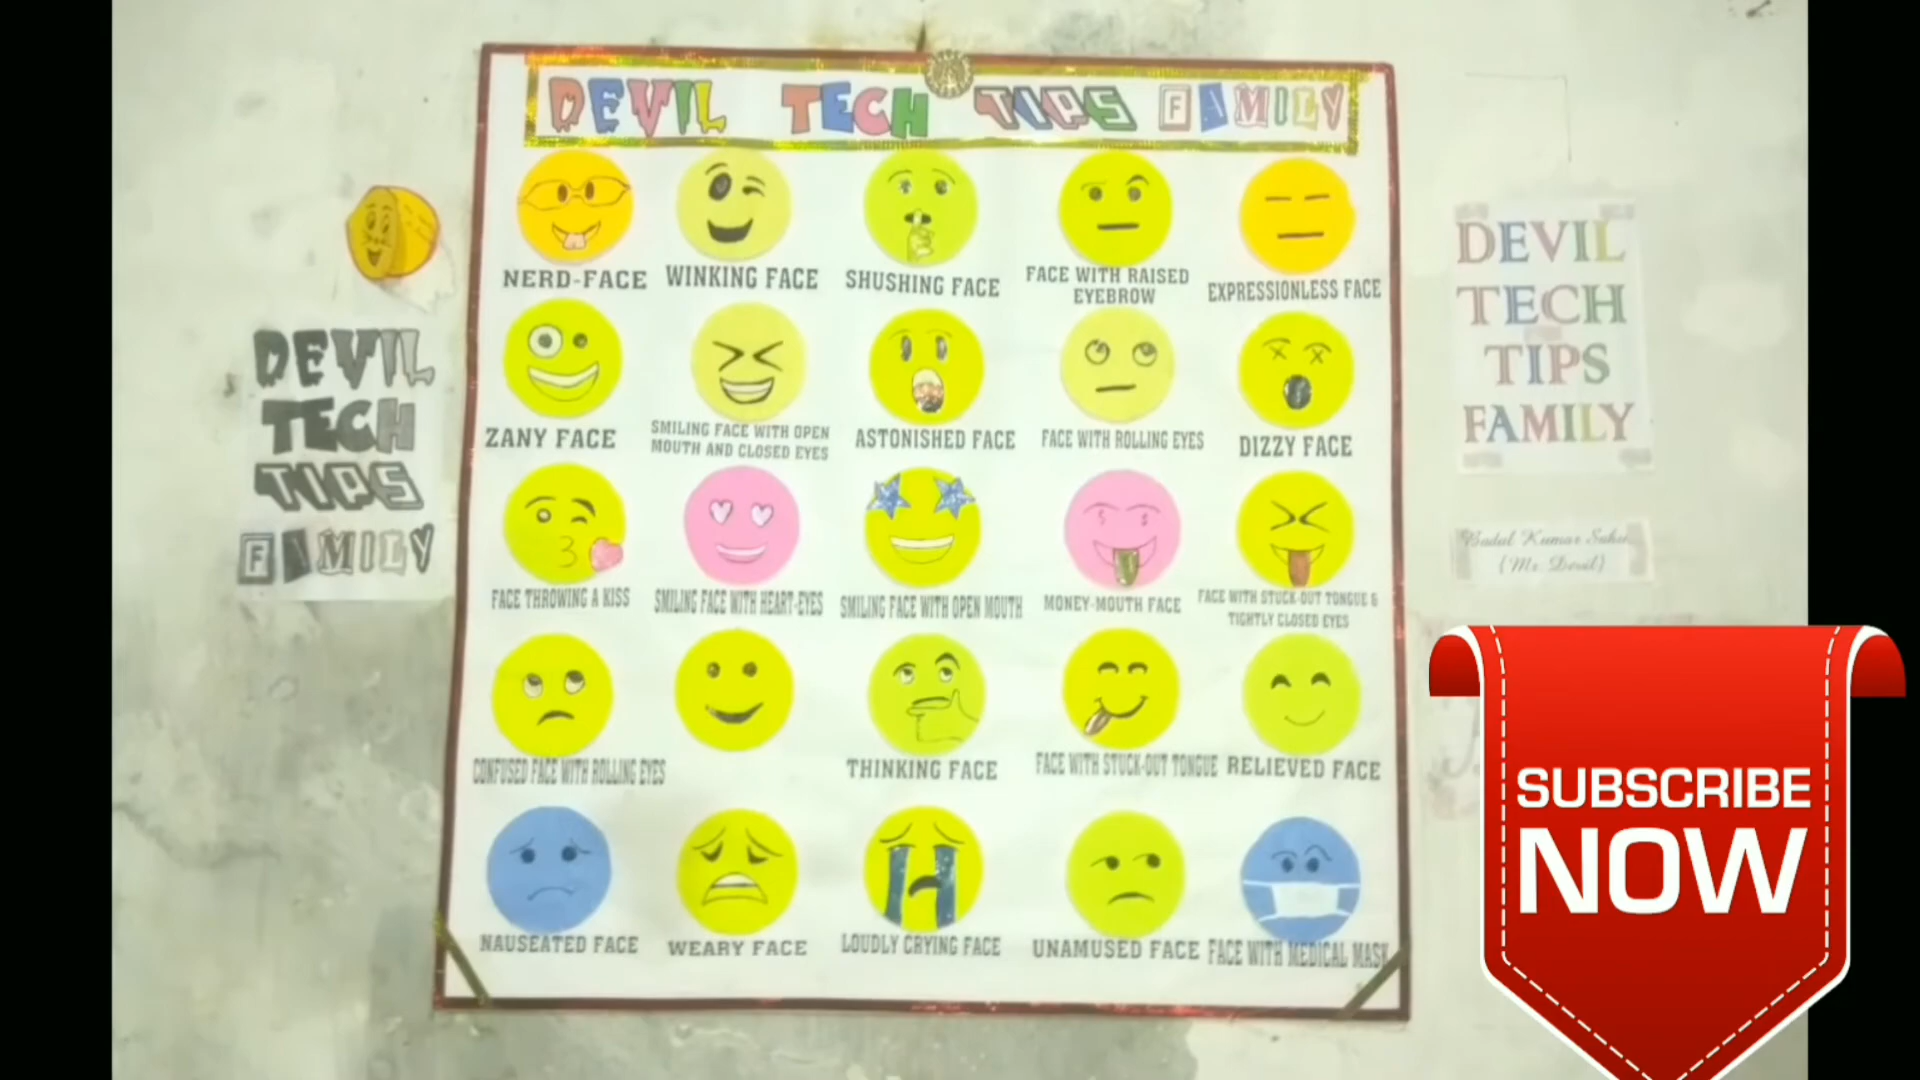 DEVIL TECH TIPS FAMILY
NERD-FACE
WINKING FACE
SHUSHING FACE
FACE WITH RAISED
EYEBROW
EXPRESSIONLESS FACE
ZANY FACE
SMILING FACE WITH OPEN
MOUTH AND CLOSED EYES
ASTONISHED FACE
FACE WITH ROLLING EYES
DIZZY FACE
FACE THROWING A KISS
SMILING FACE WITH HEART-EYES
SMILING FACE WITH OPEN MOUTH
MONEY-MOUTH FACE
FACE WITH STUCK-OUT TONGUE &
TIGHTLY CLOSED EYES
CONFUSED FACE WITH ROLLING EYES
THINKING FACE
FACE WITH STUCK-OUT TONGUE
RELIEVED FACE
NAUSEATED FACE
WEARY FACE
LOUDLY CRYING FACE
UNAMUSED FACE
FACE WITH MEDICAL MASK
DEVIL
TECH
TIPS
FAMILY
DEVIL
TECH
TIPS
FAMILY
Badal Kumar Sahu
(Mr. Devil)
SUBSCRIBE
NOW